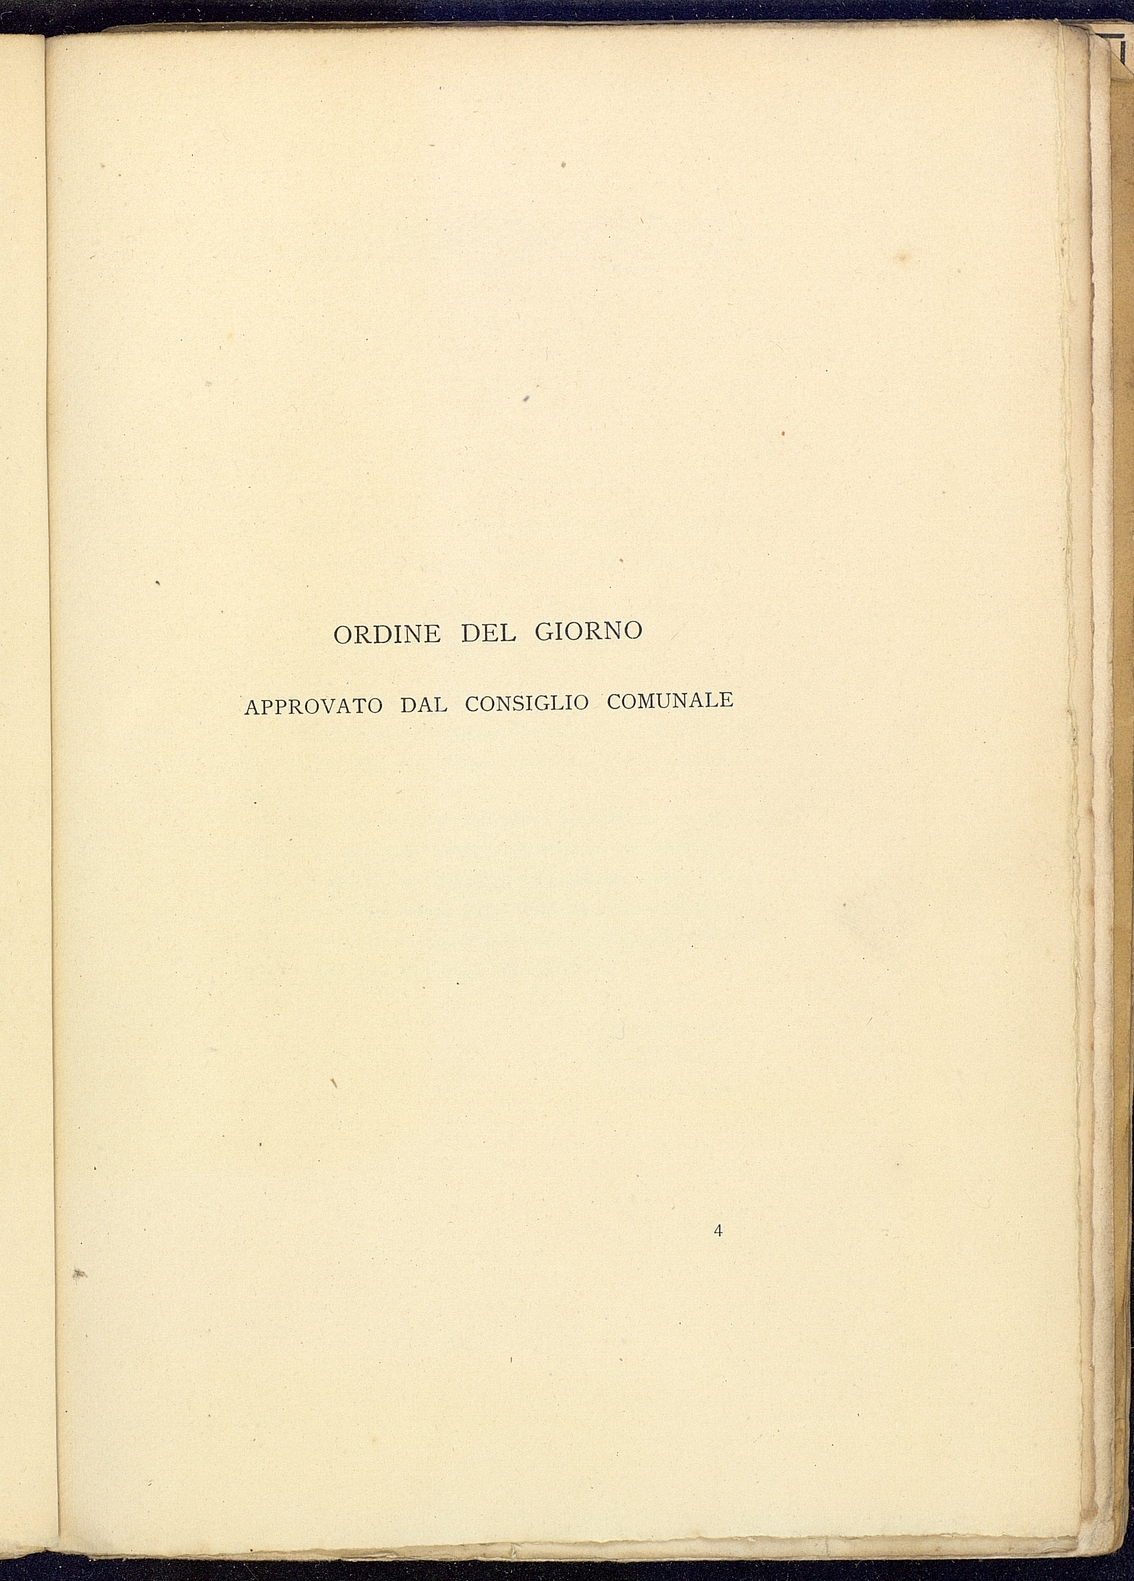 ORDINE DEL GIORNO
APPROVATO DAL CONSIGLIO COMUNALE
4